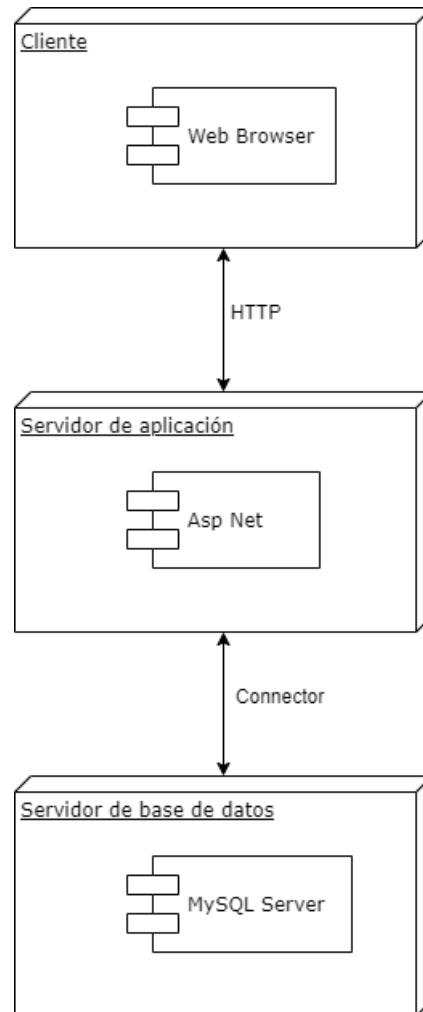 Cliente
Web Browser
HTTP
Servidor de aplicación
Asp Net
Connector
Servidor de base de datos
MySQL Server